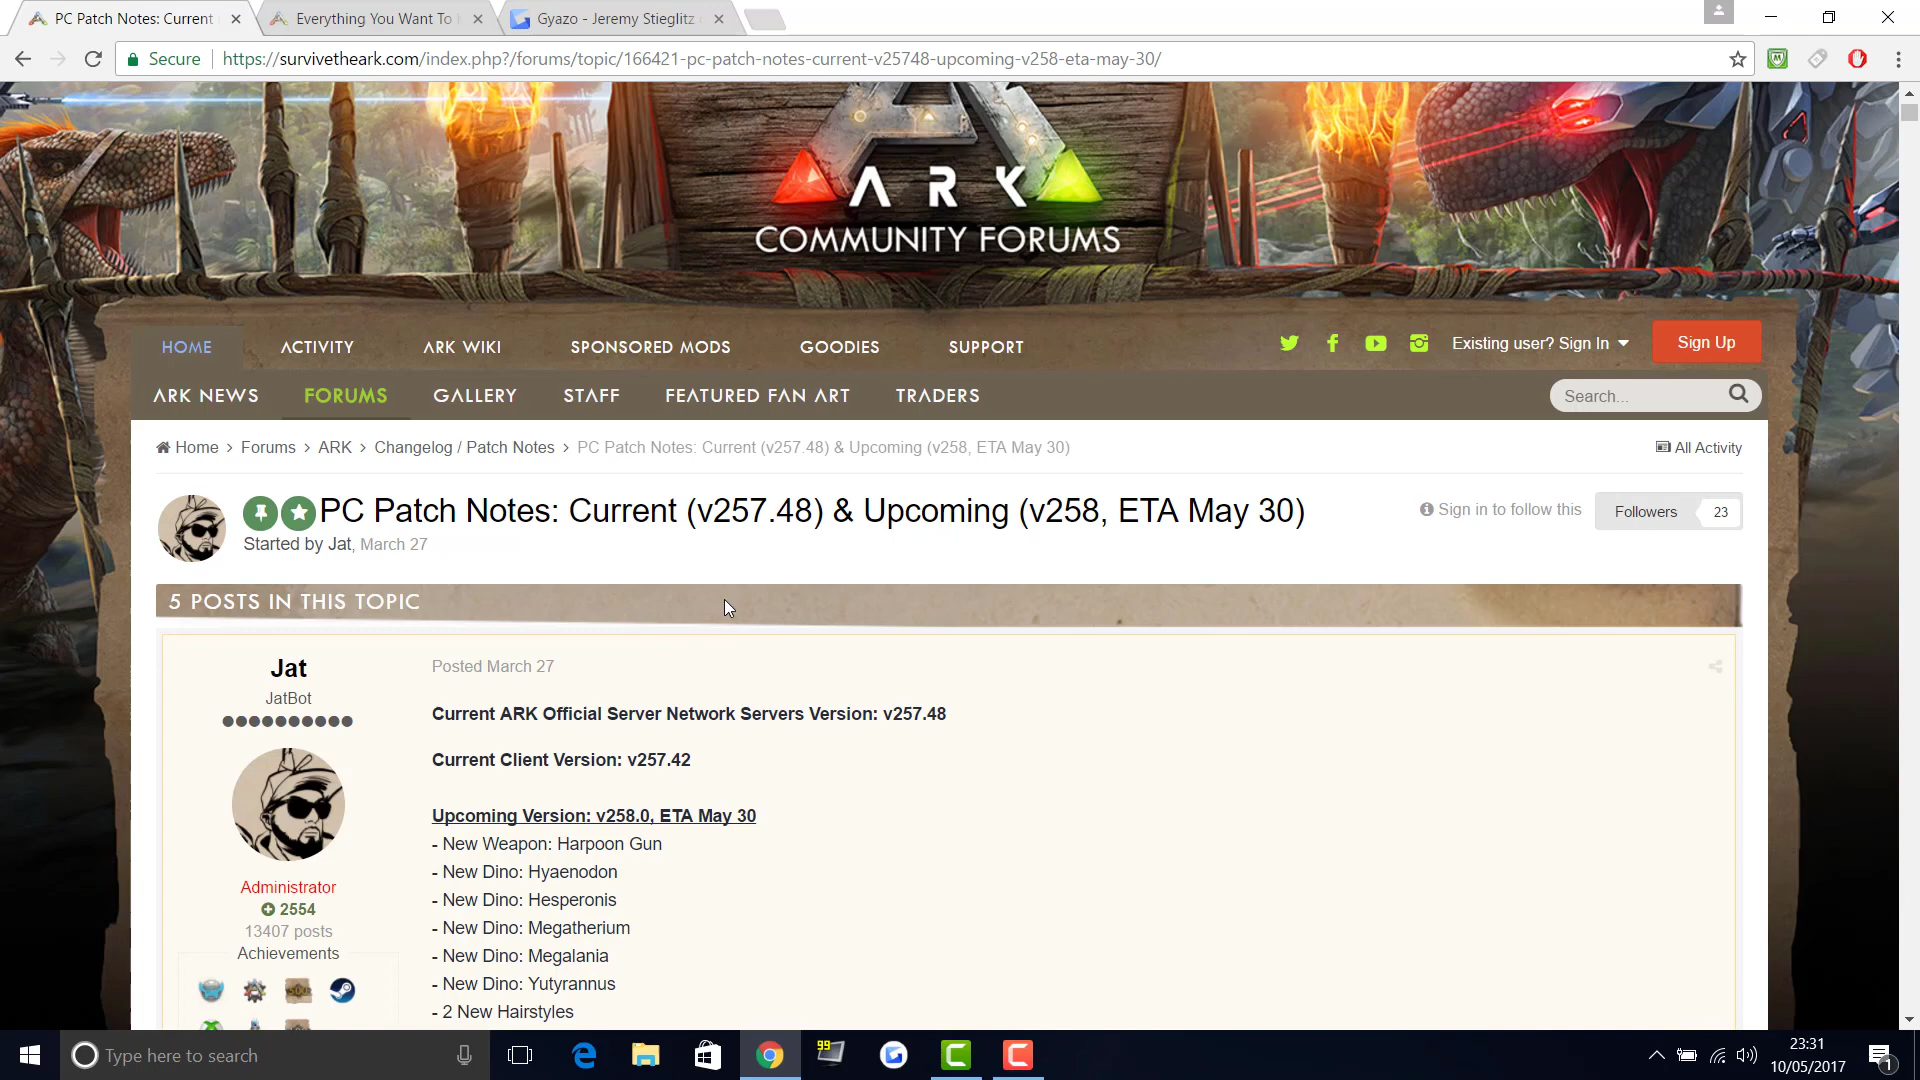 PC Patch Notes: Current
Everything You Want To
Gyazo - Jeremy Stieglitz
Secure
https://survivetheark.com/index.php?/forums/topic/166421-pc-patch-notes-current-v25748-upcoming-v258-eta-may-30/
ARK
COMMUNITY FORUMS
HOME
ACTIVITY
ARK WIKI
SPONSORED MODS
GOODIES
SUPPORT
Existing user? Sign In
Sign Up
ARK NEWS
FORUMS
GALLERY
STAFF
FEATURED FAN ART
TRADERS
Search...
Home > Forums > ARK > Changelog / Patch Notes > PC Patch Notes: Current (v257.48) & Upcoming (v258, ETA May 30)
All Activity
PC Patch Notes: Current (v257.48) & Upcoming (v258, ETA May 30)
Sign in to follow this
Followers 23
Started by Jat, March 27
5 POSTS IN THIS TOPIC
Jat
JatBot
Administrator
2554
13407 posts
Achievements
Posted March 27
Current ARK Official Server Network Servers Version: v257.48
Current Client Version: v257.42
Upcoming Version: v258.0, ETA May 30
- New Weapon: Harpoon Gun
- New Dino: Hyaenodon
- New Dino: Hesperonis
- New Dino: Megatherium
- New Dino: Megalania
- New Dino: Yutyrannus
- 2 New Hairstyles
Type here to search
99
23:31
10/05/2017
1